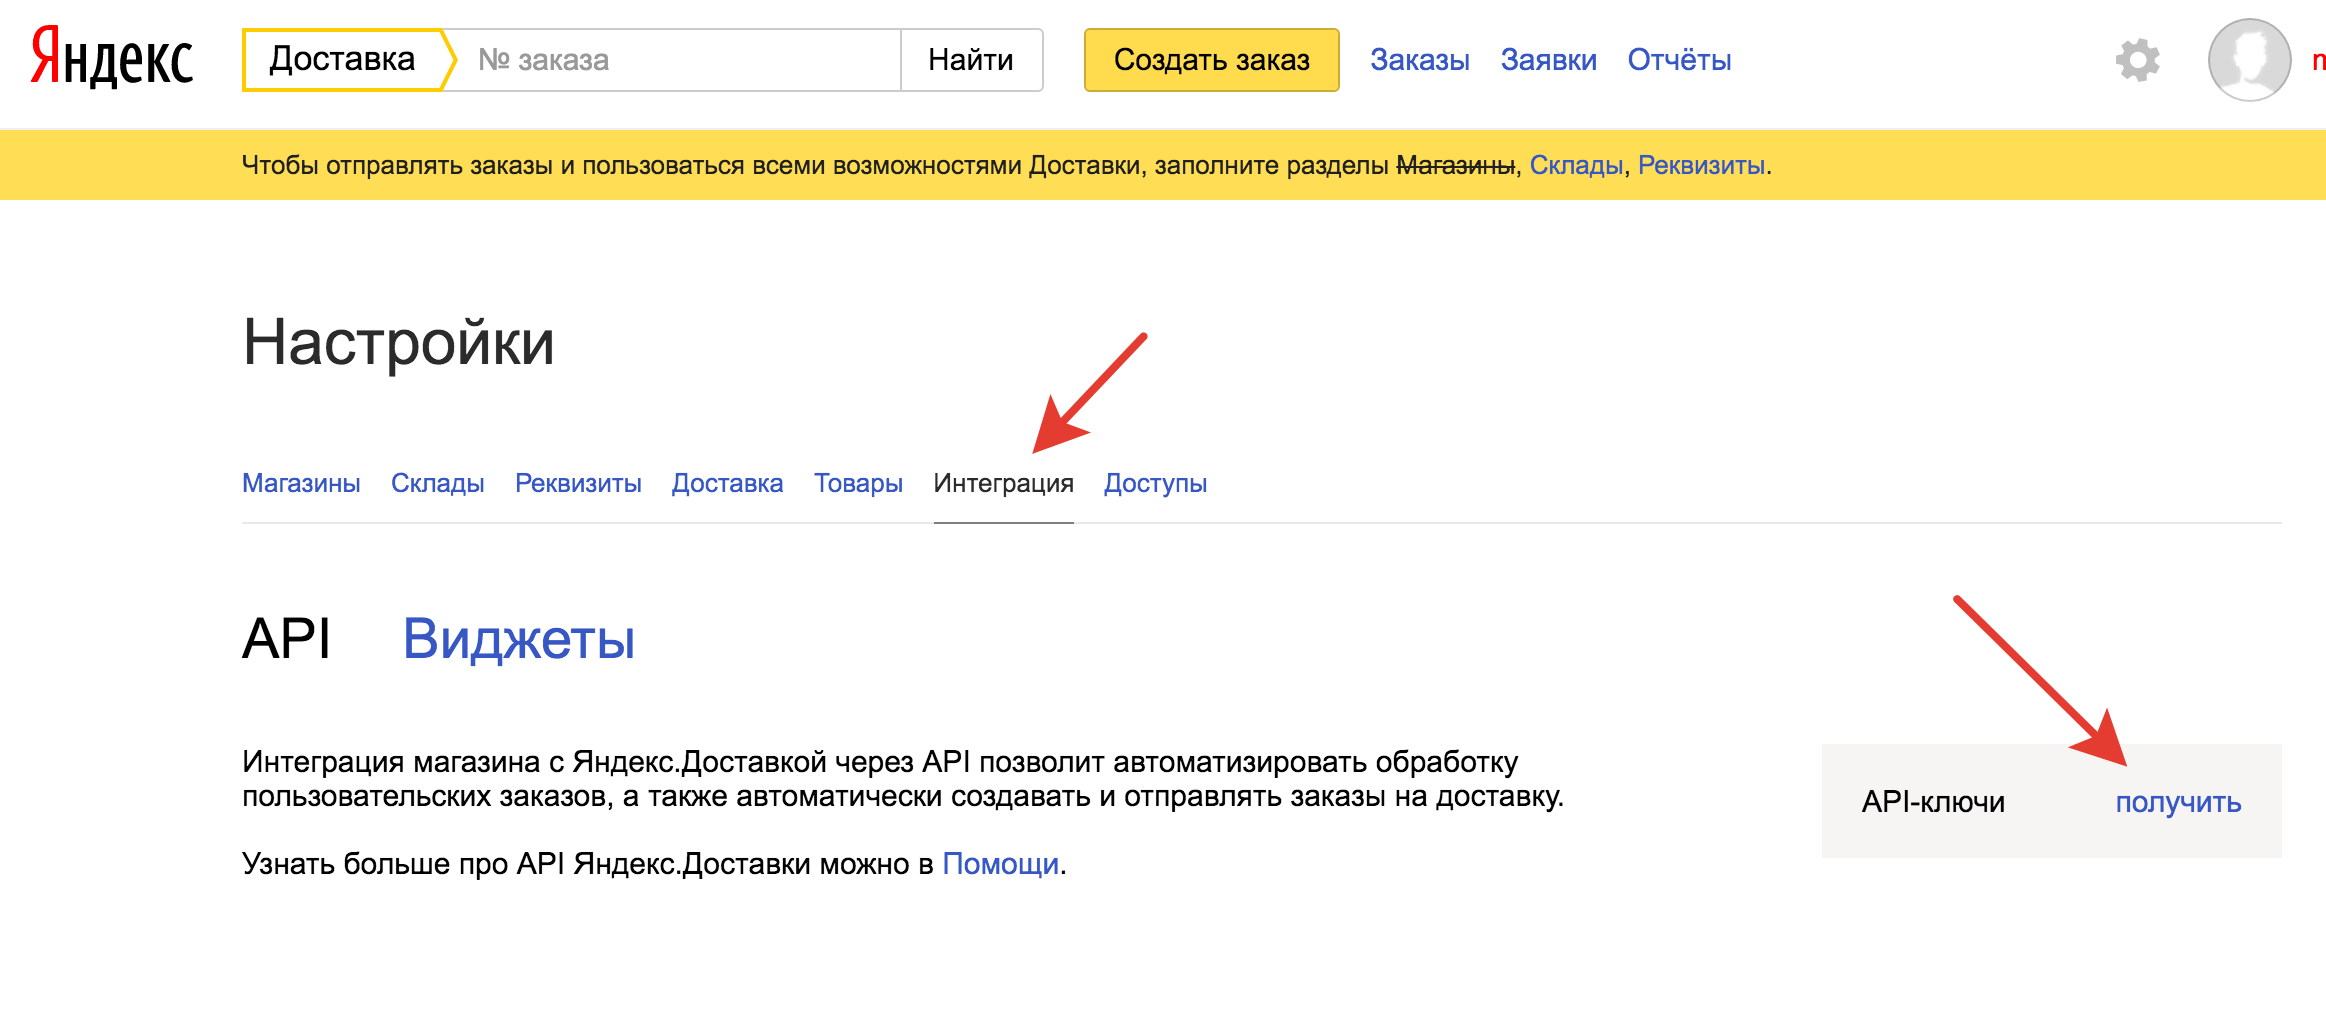 Яндекс Доставка № заказа Найти Создать заказ Заказы Заявки Отчёты
Чтобы отправлять заказы и пользоваться всеми возможностями Доставки, заполните разделы Магазины, Склады, Реквизиты.
Настройки
Магазины Склады Реквизиты Доставка Товары Интеграция Доступы
API Виджеты
Интеграция магазина с Яндекс.Доставкой через API позволит автоматизировать обработку
пользовательских заказов, а также автоматически создавать и отправлять заказы на доставку.
API-ключи получить
Узнать больше про API Яндекс.Доставки можно в Помощи.